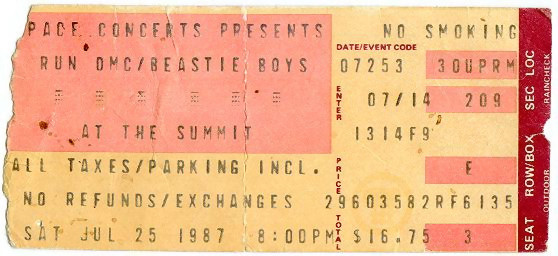 PACE CONCERTS PRESENTS NO SMOKING
DATE/EVENT CODE
RUN DMC/BEASTIE BOYS 07253 30UPRM
ENTER 07/14 209
AT THE SUMMIT 1314F9
ALL TAXES/PARKING INCL. E
NO REFUNDS/EXCHANGES 29603582 RF6135
SAT JUL 25 1987 8:00PM $16.75 3
PRICE TOTAL
SEAT ROW/BOX SEC LOC
OUTDOOR RAINCHECK